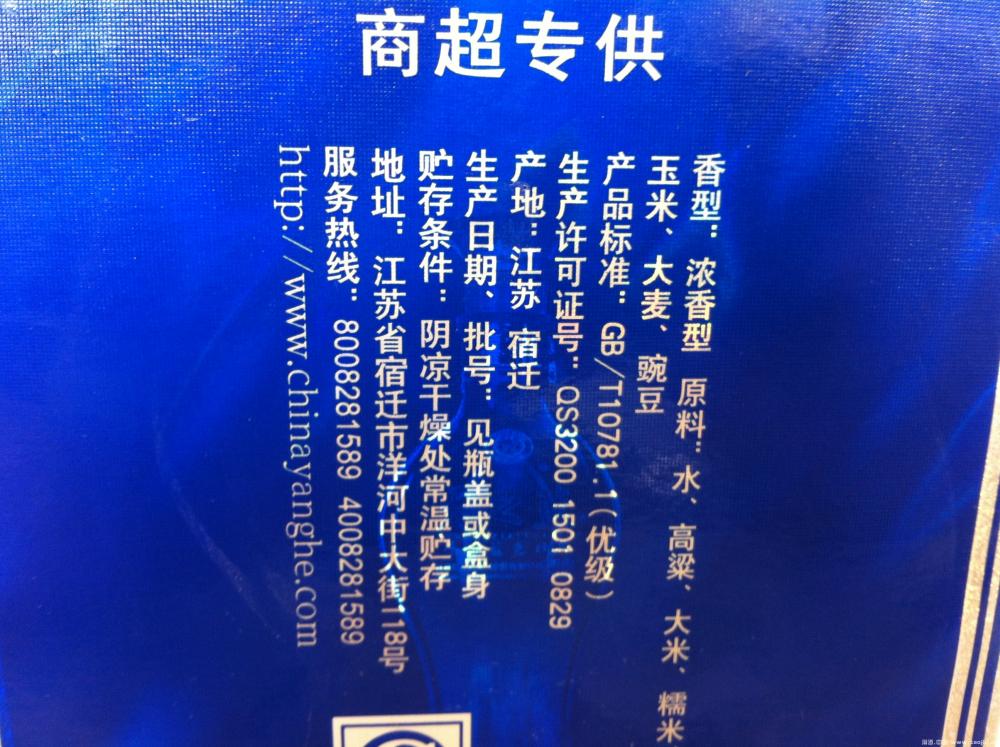 商超专供
香型：浓香型 原料：水、高粱、大米、糯米
玉米、大麦、豌豆
产品标准：GB/T10781.1（优级）
生产许可证号：QS3200 1501 0829
产地：江苏 宿迁
生产日期、批号：见瓶盖或盒身
贮存条件：阴凉干燥处常温贮存
地址：江苏省宿迁市洋河中大街118号
服务热线：8008281589 4008281589
http://www.chinayanghe.com